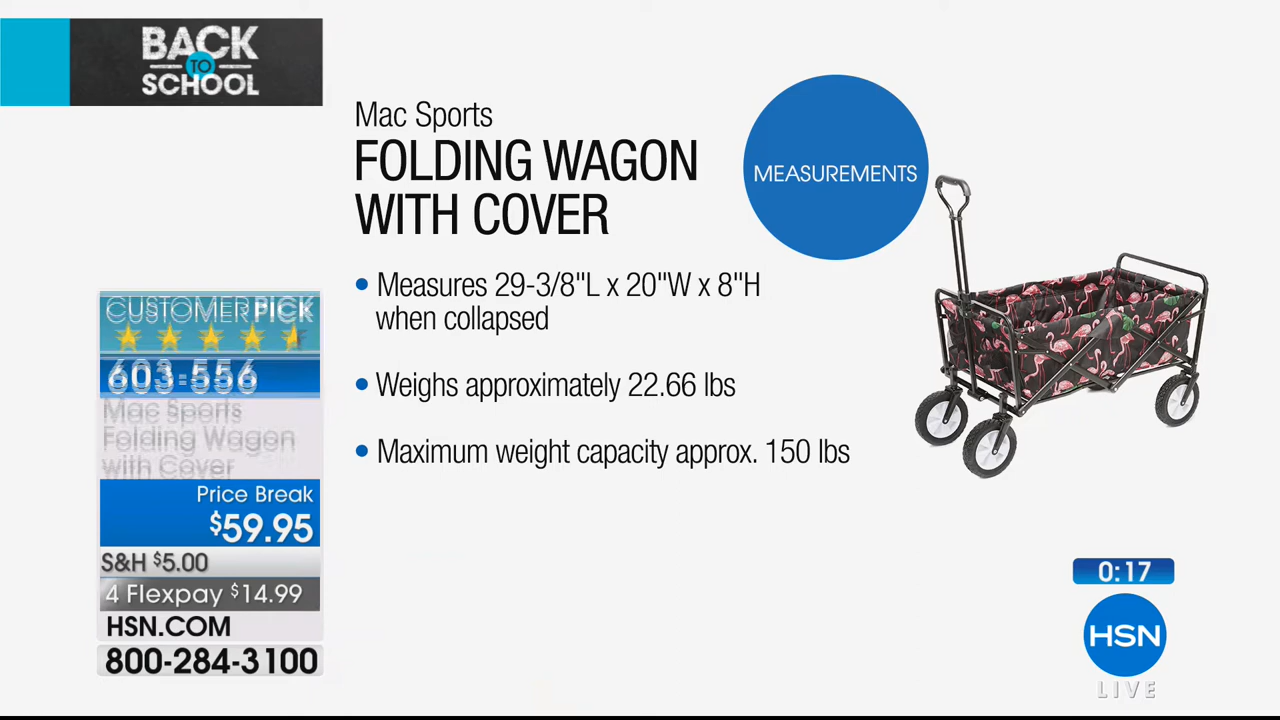 BACK
TO
SCHOOL
Mac Sports
FOLDING WAGON
WITH COVER
MEASUREMENTS
• Measures 29-3/8"L x 20"W x 8"H
when collapsed
• Weighs approximately 22.66 lbs
• Maximum weight capacity approx. 150 lbs
CUSTOMER PICK
603-556
Mac Sports
Folding Wagon
with Cover
Price Break
$59.95
S&H $5.00
4 Flexpay $14.99
HSN.COM
800-284-3100
0:17
HSN
LIVE